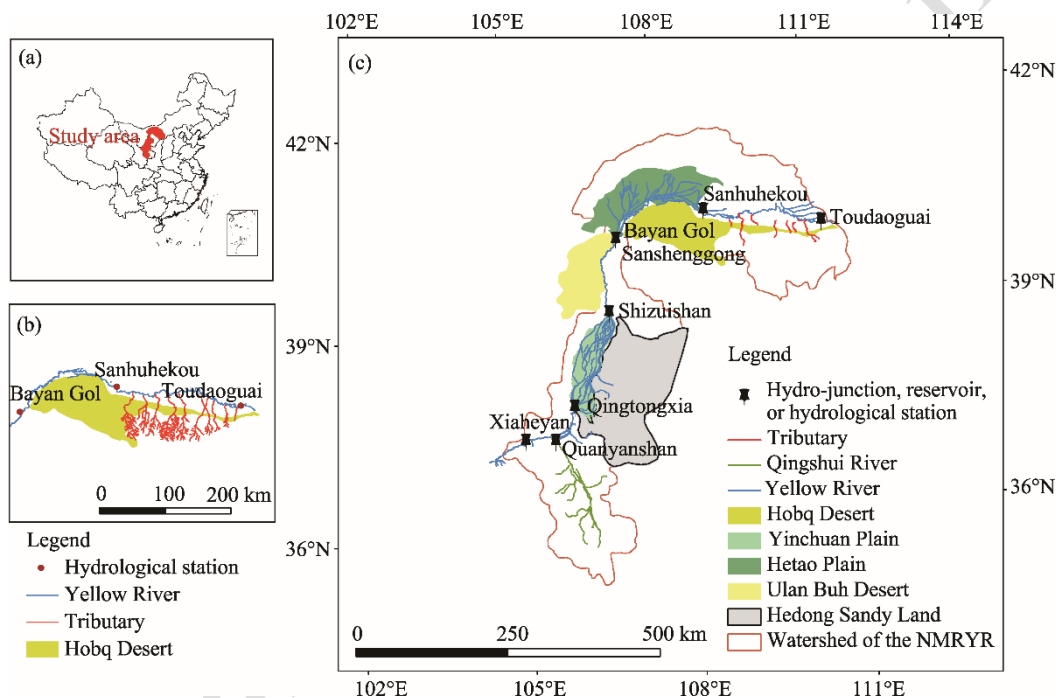 (a)
Study area
(b)
Sanhuhekou
Bayan Gol
Toudaoguai
0 100 200 km
Legend
Hydrological station
Yellow River
Tributary
Hobq Desert
102°E 105°E 108°E 111°E 114°E
(c)
42°N
42°N
Sanhuhekou
Toudaoguai
Bayan Gol
Sanshenggong
39°N
Shizuishan
39°N
Qingtongxia
Xiaheyan
Quanyanshan
36°N
36°N
Legend
Hydro-junction, reservoir,
or hydrological station
Tributary
Qingshui River
Yellow River
Hobq Desert
Yinchuan Plain
Hetao Plain
Ulan Buh Desert
Hedong Sandy Land
Watershed of the NMRYR
0 250 500 km
102°E 105°E 108°E 111°E